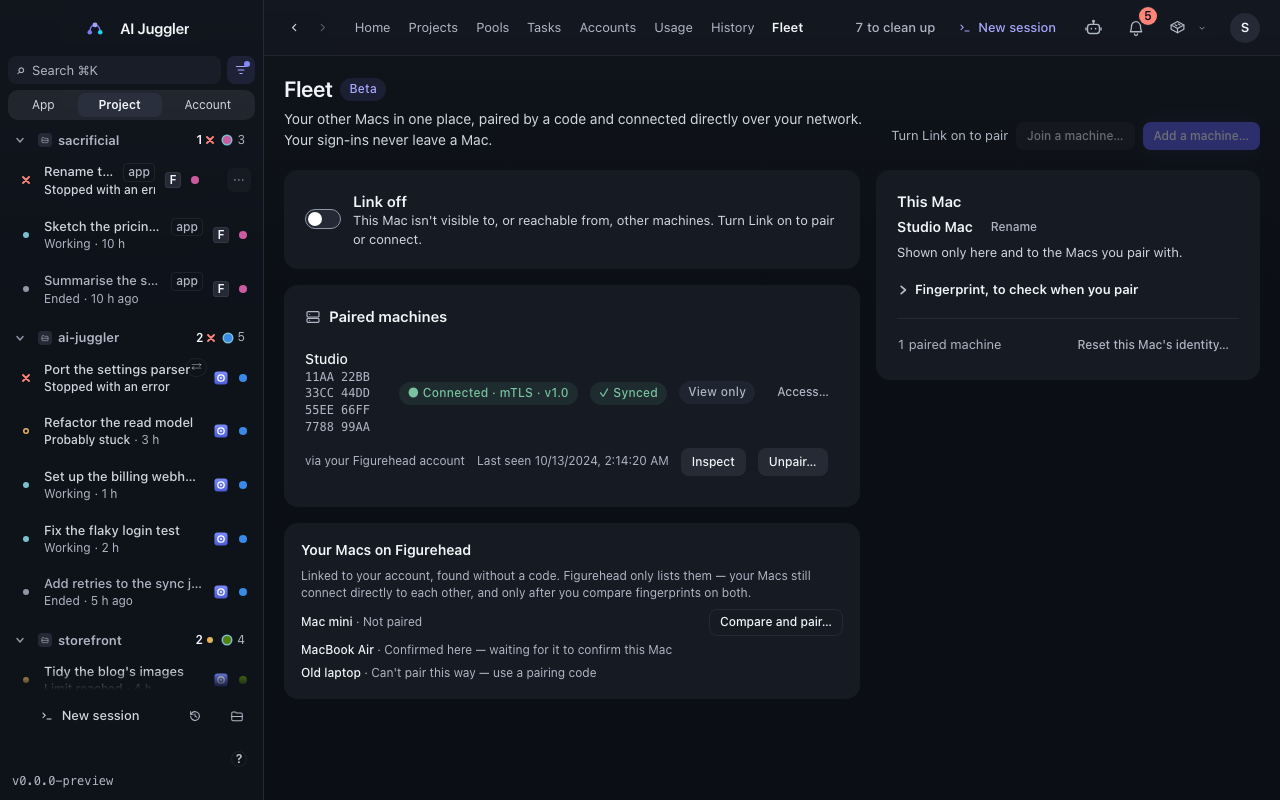 AI Juggler
Search ⌘K
App Project Account
sacrificial 1 3
Rename t... app F
Stopped with an err
Sketch the pricin... app F
Working · 10 h
Summarise the s... app F
Ended · 10 h ago
ai-juggler 2 5
Port the settings parser
Stopped with an error
Refactor the read model
Probably stuck · 3 h
Set up the billing webh...
Working · 1 h
Fix the flaky login test
Working · 2 h
Add retries to the sync j...
Ended · 5 h ago
storefront 2 4
Tidy the blog's images
Limit reached · 4 h
New session
?
v0.0.0-preview
Home Projects Pools Tasks Accounts Usage History Fleet 7 to clean up New session 5 S
Fleet Beta
Your other Macs in one place, paired by a code and connected directly over your network.
Your sign-ins never leave a Mac.
Turn Link on to pair Join a machine... Add a machine...
Link off
This Mac isn't visible to, or reachable from, other machines. Turn Link on to pair
or connect.
Paired machines
Studio
11AA 22BB
33CC 44DD
55EE 66FF
7788 99AA
Connected · mTLS · v1.0 ✓ Synced View only Access...
via your Figurehead account Last seen 10/13/2024, 2:14:20 AM Inspect Unpair...
Your Macs on Figurehead
Linked to your account, found without a code. Figurehead only lists them — your Macs still
connect directly to each other, and only after you compare fingerprints on both.
Mac mini · Not paired Compare and pair...
MacBook Air · Confirmed here — waiting for it to confirm this Mac
Old laptop · Can't pair this way — use a pairing code
This Mac
Studio Mac Rename
Shown only here and to the Macs you pair with.
Fingerprint, to check when you pair
1 paired machine Reset this Mac's identity...